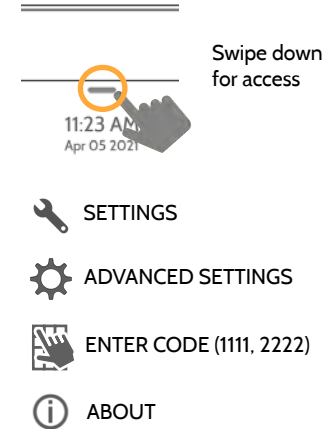 Swipe down
for access
11:23 AM
Apr 05 2021
SETTINGS
ADVANCED SETTINGS
ENTER CODE (1111, 2222)
ABOUT